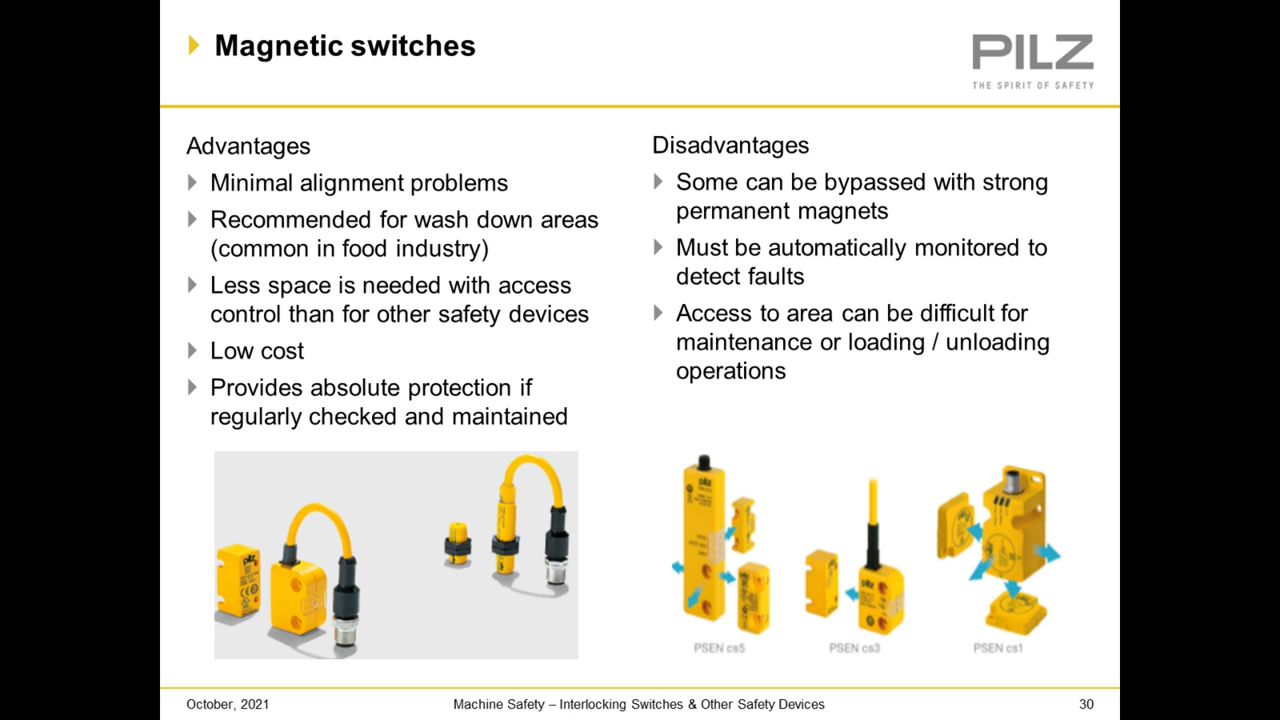 Magnetic switches
PILZ
THE SPIRIT OF SAFETY
Advantages
Minimal alignment problems
Recommended for wash down areas
(common in food industry)
Less space is needed with access
control than for other safety devices
Low cost
Provides absolute protection if
regularly checked and maintained
Disadvantages
Some can be bypassed with strong
permanent magnets
Must be automatically monitored to
detect faults
Access to area can be difficult for
maintenance or loading / unloading
operations
PILZ
pilz
pilz
PSEN cs5
PSEN cs3
PSEN cs1
October, 2021
Machine Safety – Interlocking Switches & Other Safety Devices
30